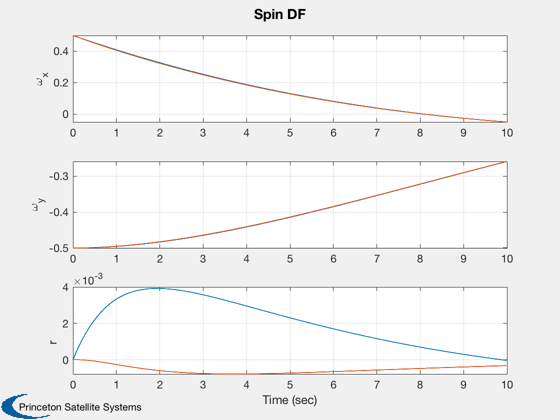 Spin DF
0.4
0.2
0
ω_x
0 1 2 3 4 5 6 7 8 9 10
-0.3
-0.4
-0.5
ω_y
0 1 2 3 4 5 6 7 8 9 10
×10⁻³
4
2
0
r
0 1 2 3 4 5 6 7 8 9 10
Time (sec)
Princeton Satellite Systems